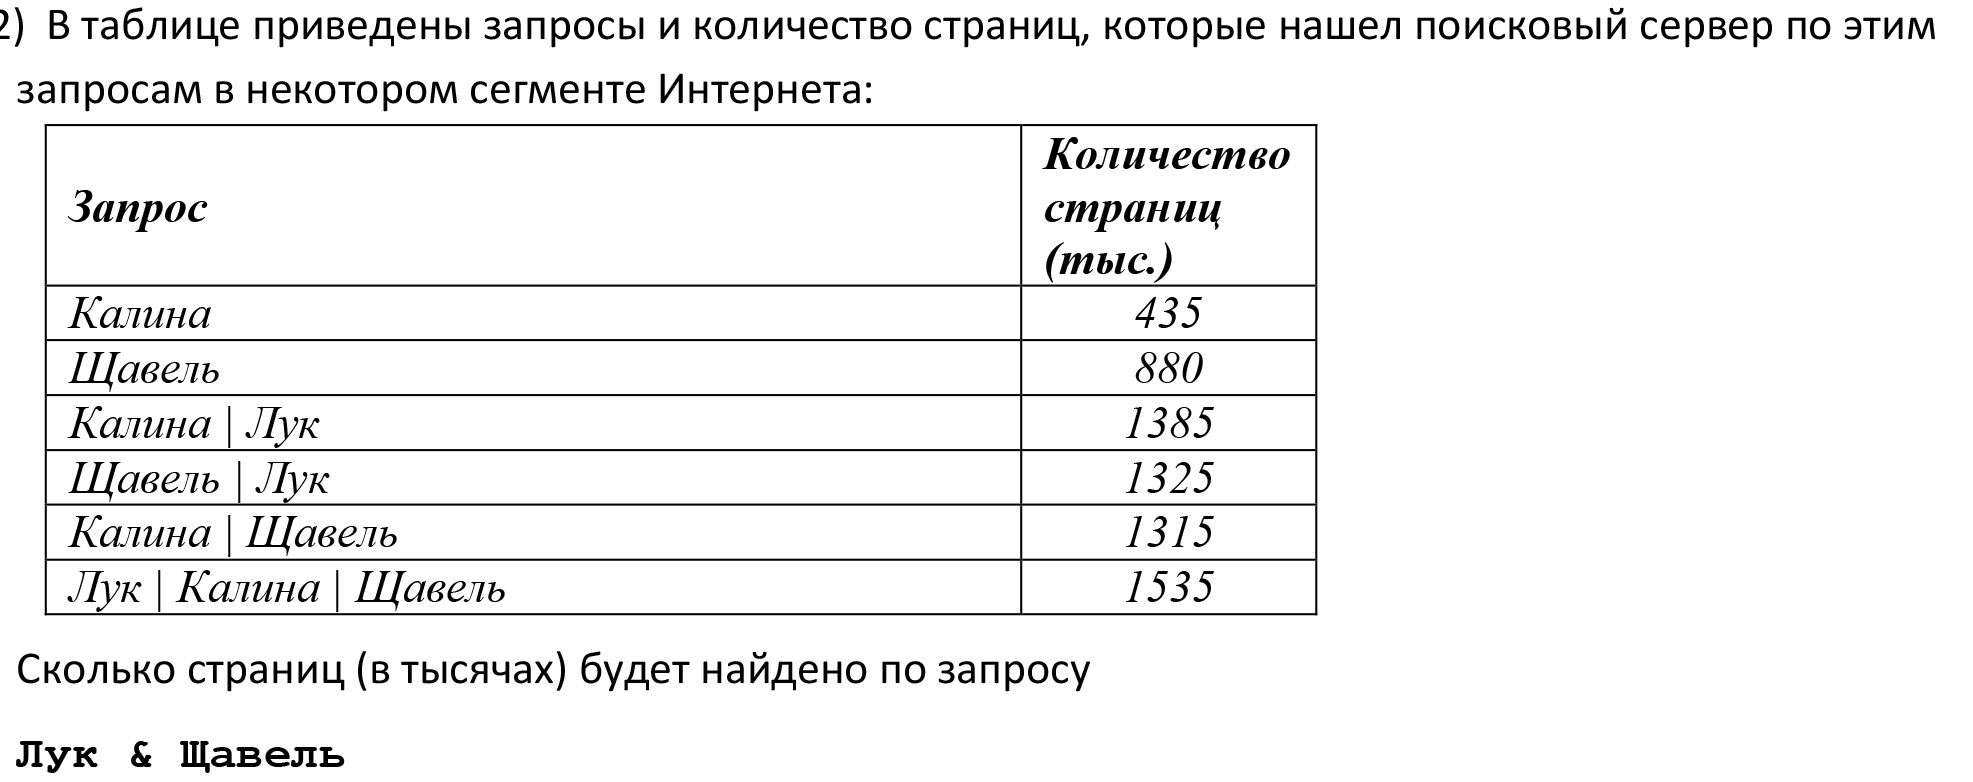 2) В таблице приведены запросы и количество страниц, которые нашел поисковый сервер по этим
запросам в некотором сегменте Интернета:
Запрос
Количество
страниц
(тыс.)
Калина 435
Щавель 880
Калина | Лук 1385
Щавель | Лук 1325
Калина | Щавель 1315
Лук | Калина | Щавель 1535
Сколько страниц (в тысячах) будет найдено по запросу
Лук & Щавель